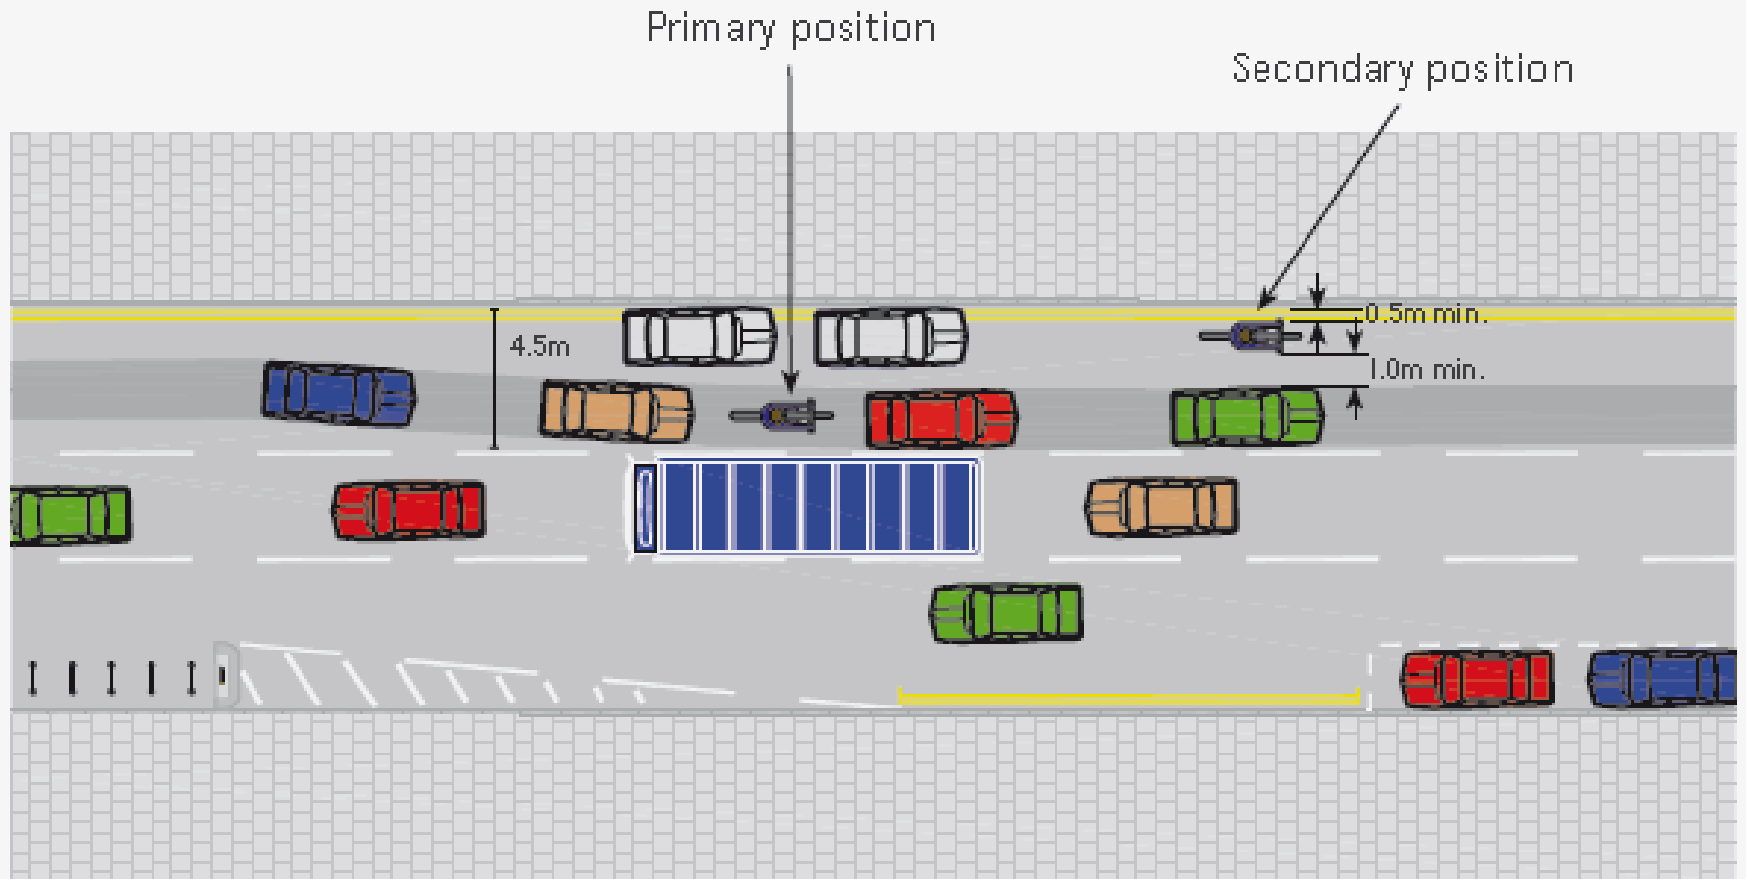 Primary position
Secondary position
0.5m min.
4.5m
1.0m min.